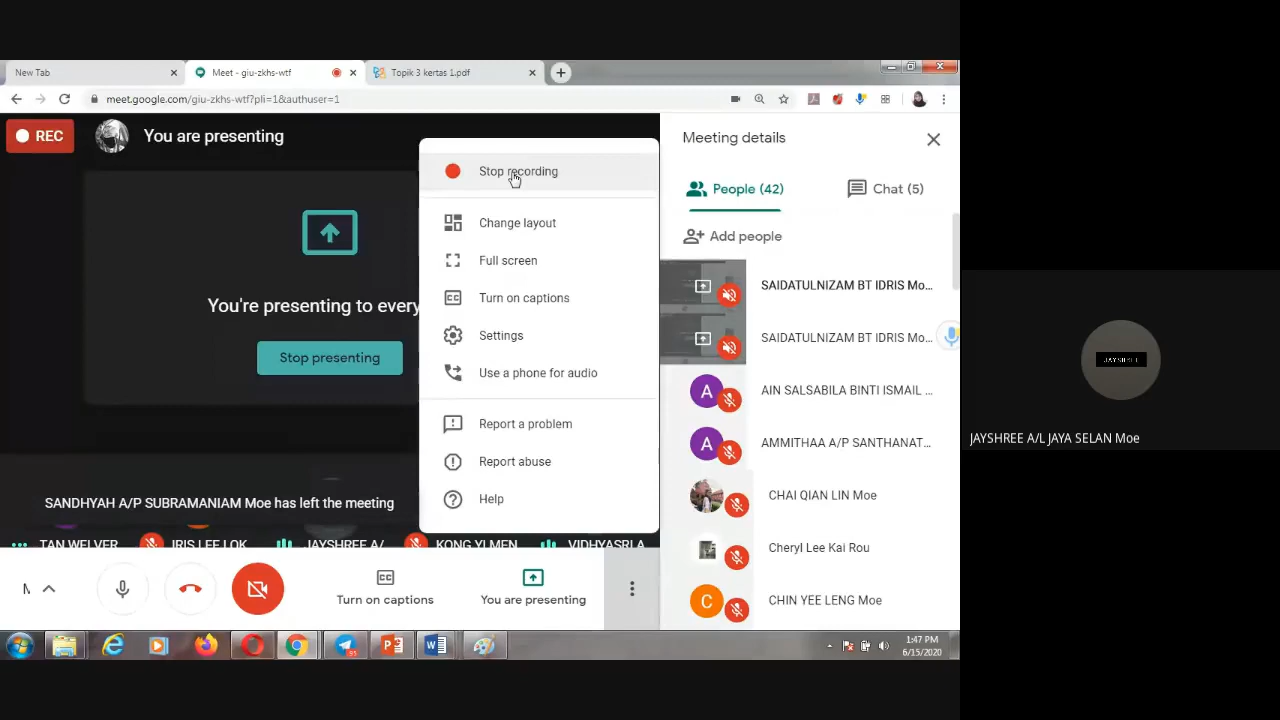 New Tab
Meet - giu-zkhs-wtf
Topik 3 kertas 1.pdf
meet.google.com/giu-zkhs-wtf?pli=1&authuser=1
REC
You are presenting
Stop recording
Change layout
Full screen
Turn on captions
Settings
Use a phone for audio
Report a problem
Report abuse
Help
You're presenting to every
Stop presenting
SANDHYAH A/P SUBRAMANIAM Moe has left the meeting
TAN WELVER
IRIS LEE LOK
JAYSHREE A/
KONG YI MEN
VIDHYASRI A
M
Turn on captions
You are presenting
Meeting details
People (42)
Chat (5)
Add people
SAIDATULNIZAM BT IDRIS Mo...
SAIDATULNIZAM BT IDRIS Mo...
A
AIN SALSABILA BINTI ISMAIL ...
A
AMMITHAA A/P SANTHANAT...
CHAI QIAN LIN Moe
Cheryl Lee Kai Rou
C
CHIN YEE LENG Moe
95
1:47 PM
6/15/2020
JAYSHREE
JAYSHREE A/L JAYA SELAN Moe